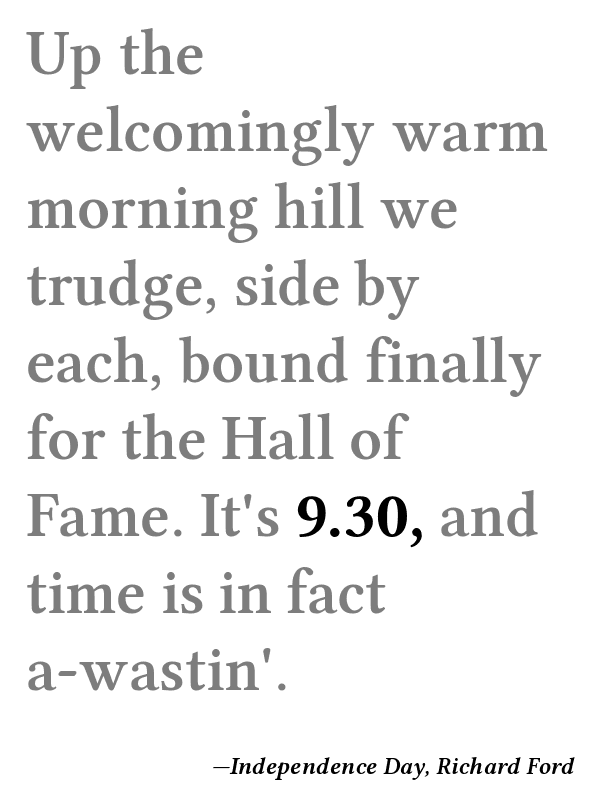 Up the
welcomingly warm
morning hill we
trudge, side by
each, bound finally
for the Hall of
Fame. It's 9.30, and
time is in fact
a-wastin'.
—Independence Day, Richard Ford